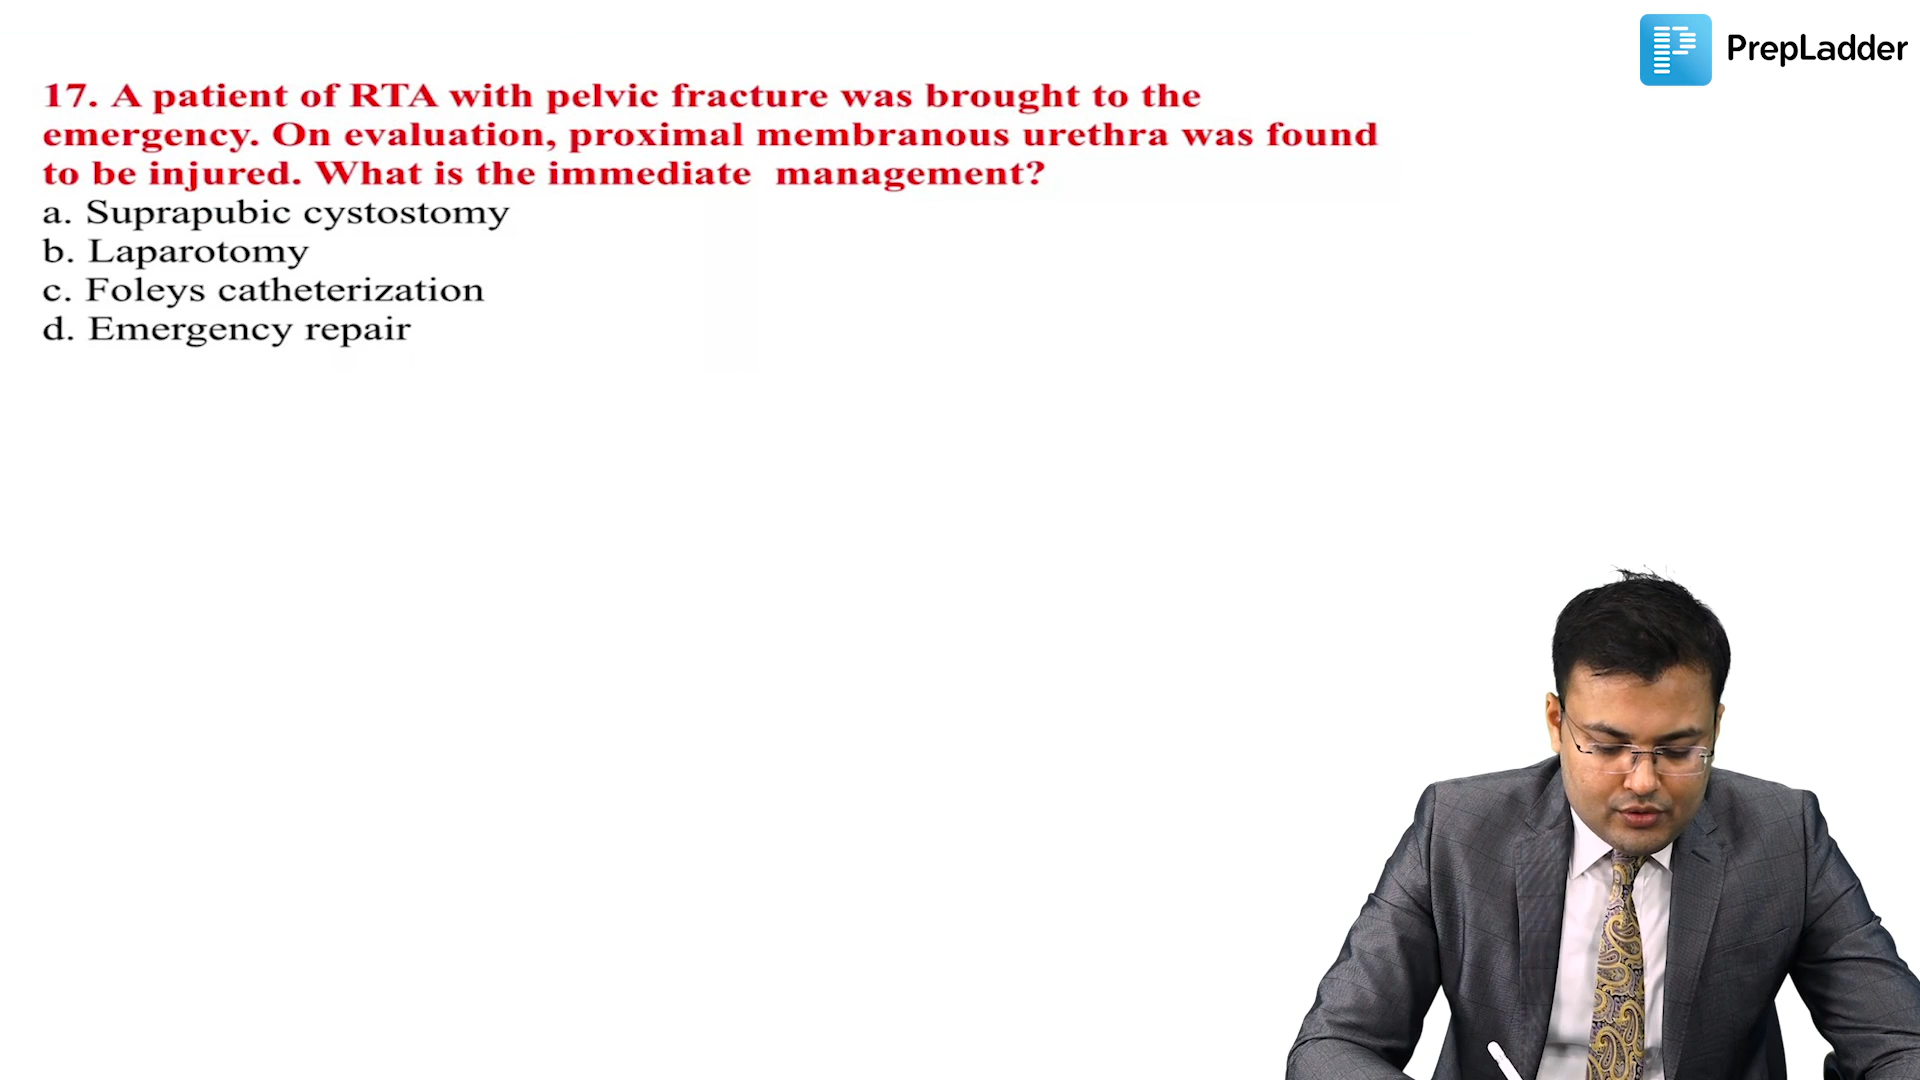 PrepLadder
17. A patient of RTA with pelvic fracture was brought to the
emergency. On evaluation, proximal membranous urethra was found
to be injured. What is the immediate management?
a. Suprapubic cystostomy
b. Laparotomy
c. Foleys catheterization
d. Emergency repair